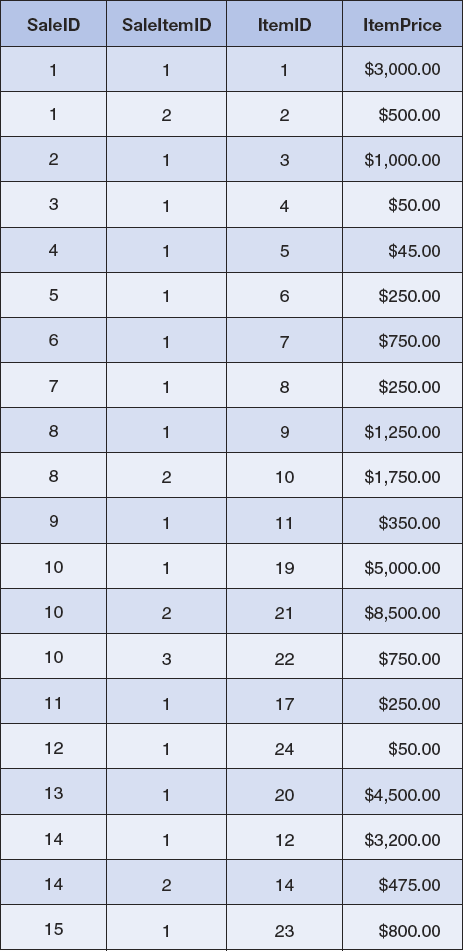 SaleID SaleItemID ItemID ItemPrice
1 1 1 $3,000.00
1 2 2 $500.00
2 1 3 $1,000.00
3 1 4 $50.00
4 1 5 $45.00
5 1 6 $250.00
6 1 7 $750.00
7 1 8 $250.00
8 1 9 $1,250.00
8 2 10 $1,750.00
9 1 11 $350.00
10 1 19 $5,000.00
10 2 21 $8,500.00
10 3 22 $750.00
11 1 17 $250.00
12 1 24 $50.00
13 1 20 $4,500.00
14 1 12 $3,200.00
14 2 14 $475.00
15 1 23 $800.00